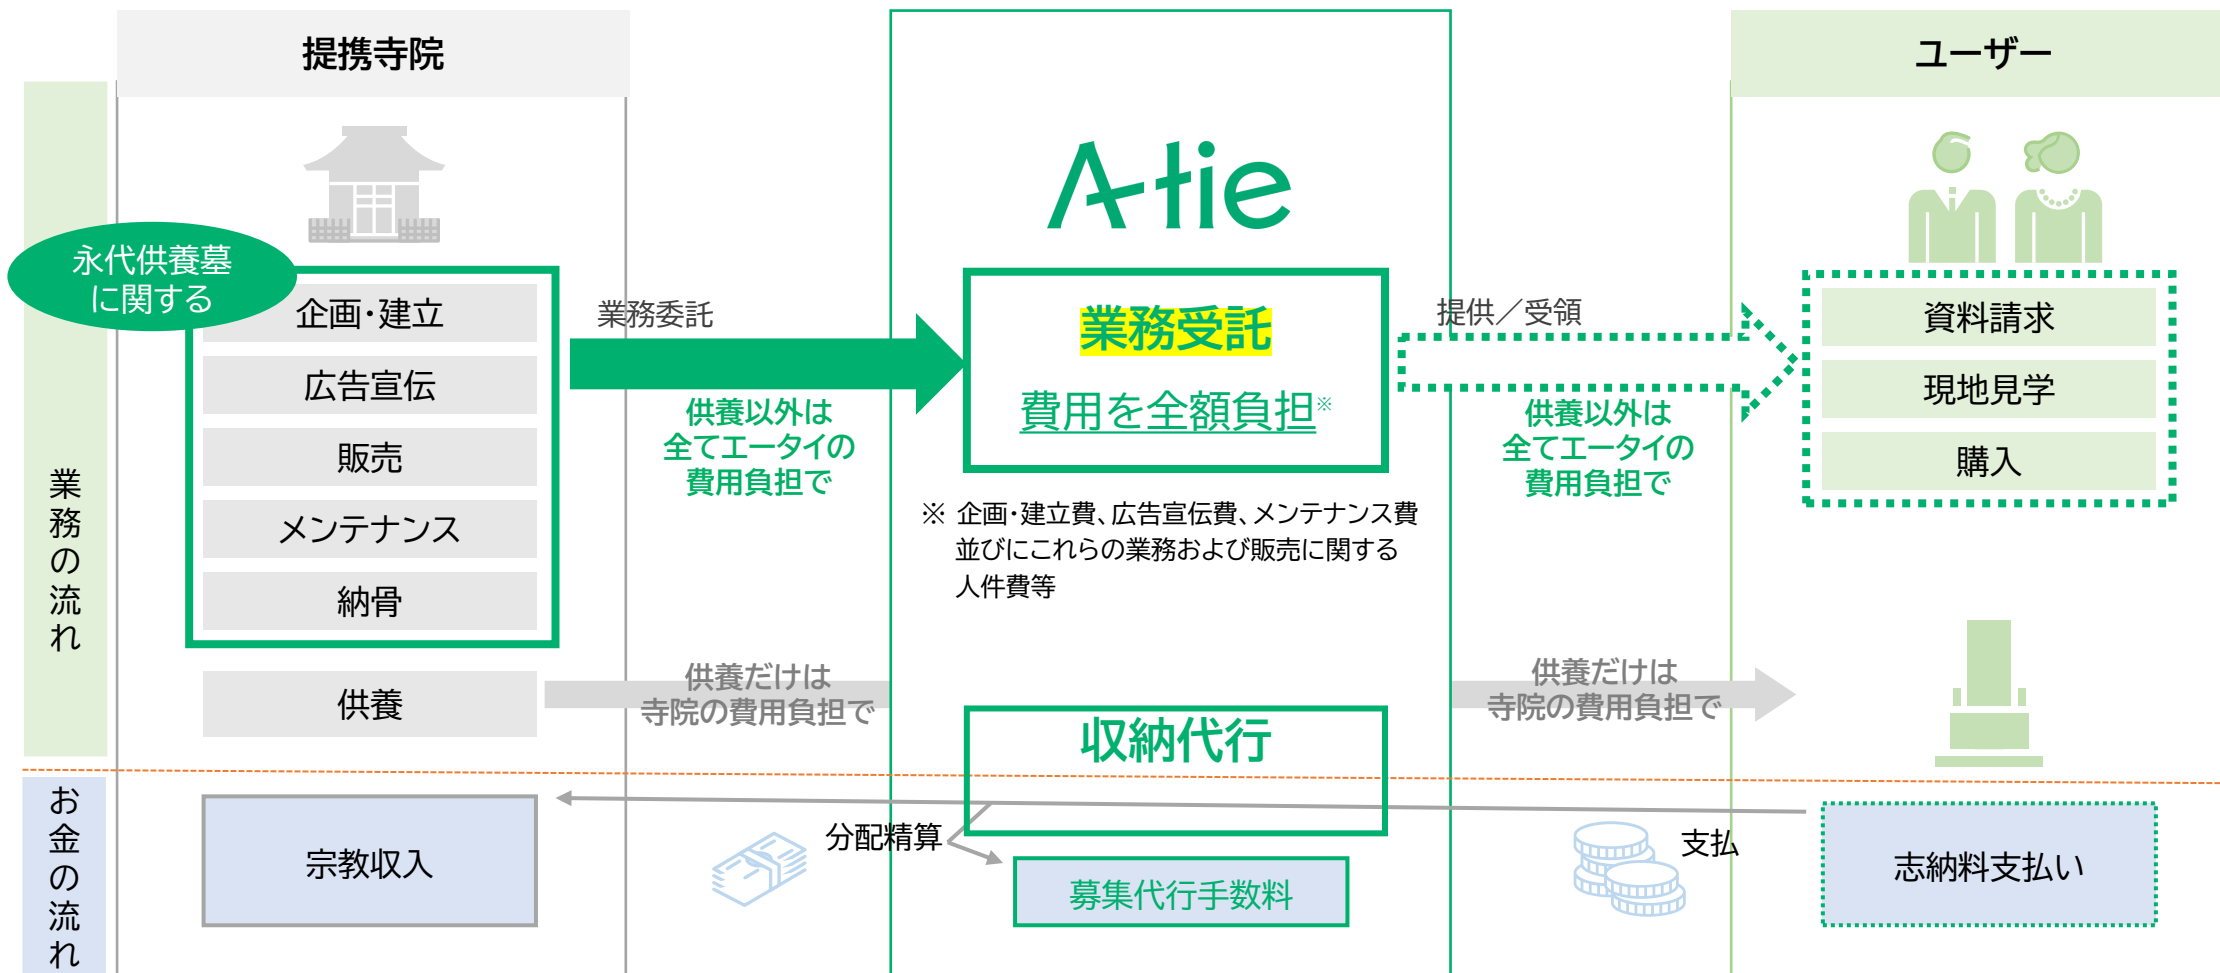 提携寺院
ユーザー
A-tie
業務の流れ
永代供養墓
に関する
企画・建立
広告宣伝
販売
メンテナンス
納骨
供養
業務委託
供養以外は
全てエータイの
費用負担で
業務受託
費用を全額負担※
※ 企画・建立費、広告宣伝費、メンテナンス費
並びにこれらの業務および販売に関する
人件費等
提供／受領
供養以外は
全てエータイの
費用負担で
資料請求
現地見学
購入
供養だけは
寺院の費用負担で
供養だけは
寺院の費用負担で
収納代行
お金の流れ
宗教収入
分配精算
募集代行手数料
支払
志納料支払い